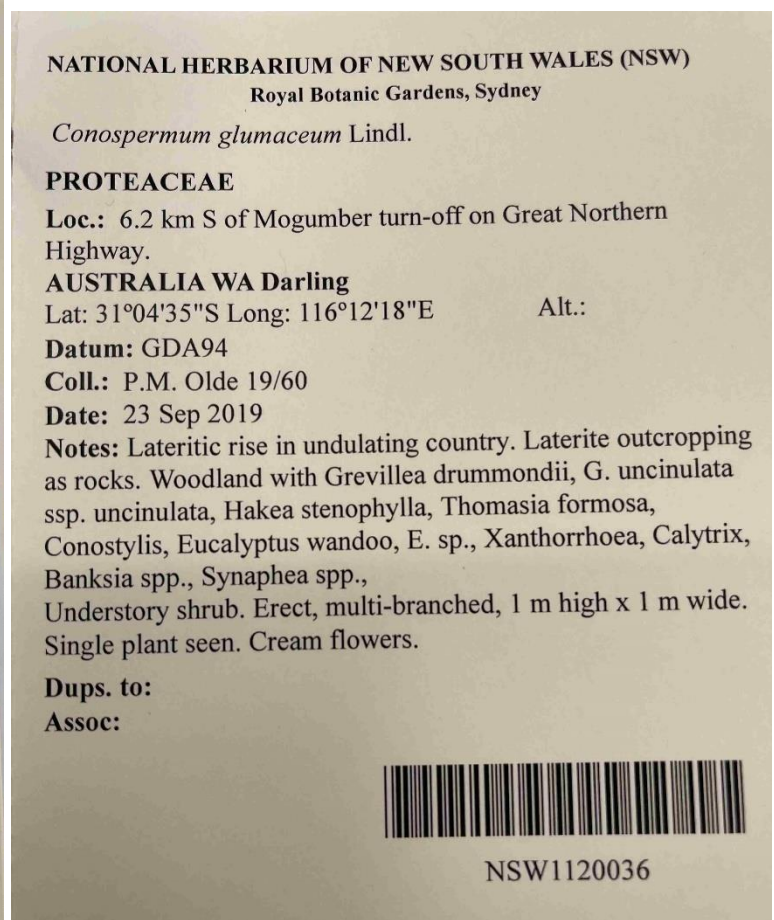 NATIONAL HERBARIUM OF NEW SOUTH WALES (NSW)
Royal Botanic Gardens, Sydney
Conospermum glumaceum Lindl.
PROTEACEAE
Loc.: 6.2 km S of Mogumber turn-off on Great Northern
Highway.
AUSTRALIA WA Darling
Lat: 31°04'35"S Long: 116°12'18"E Alt.:
Datum: GDA94
Coll.: P.M. Olde 19/60
Date: 23 Sep 2019
Notes: Lateritic rise in undulating country. Laterite outcropping
as rocks. Woodland with Grevillea drummondii, G. uncinulata
ssp. uncinulata, Hakea stenophylla, Thomasia formosa,
Conostylis, Eucalyptus wandoo, E. sp., Xanthorrhoea, Calytrix,
Banksia spp., Synaphea spp.,
Understory shrub. Erect, multi-branched, 1 m high x 1 m wide.
Single plant seen. Cream flowers.
Dups. to:
Assoc:
NSW1120036